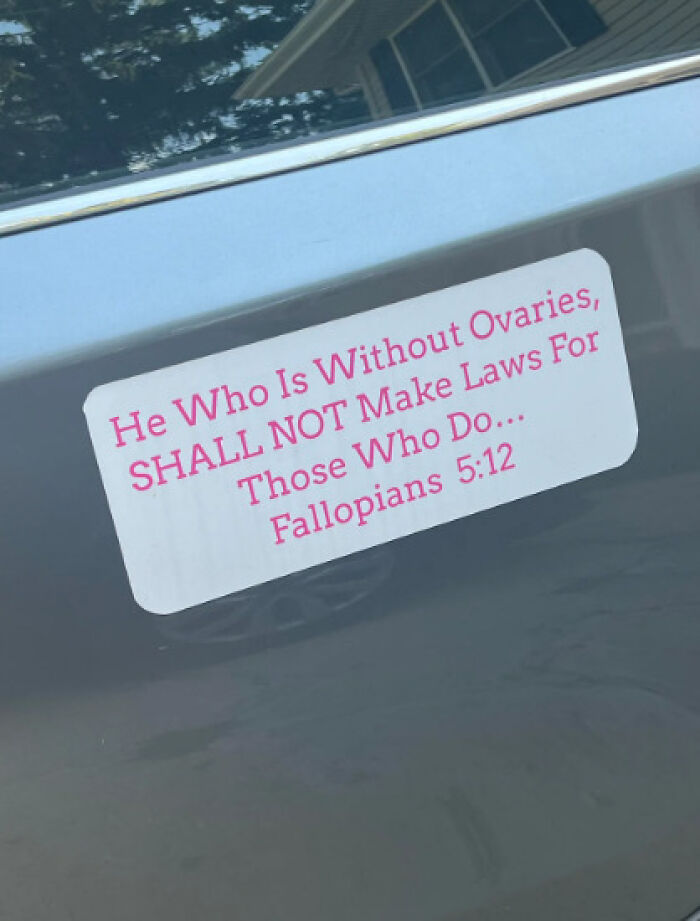 He Who Is Without Ovaries,
SHALL NOT Make Laws For
Those Who Do...
Fallopians 5:12